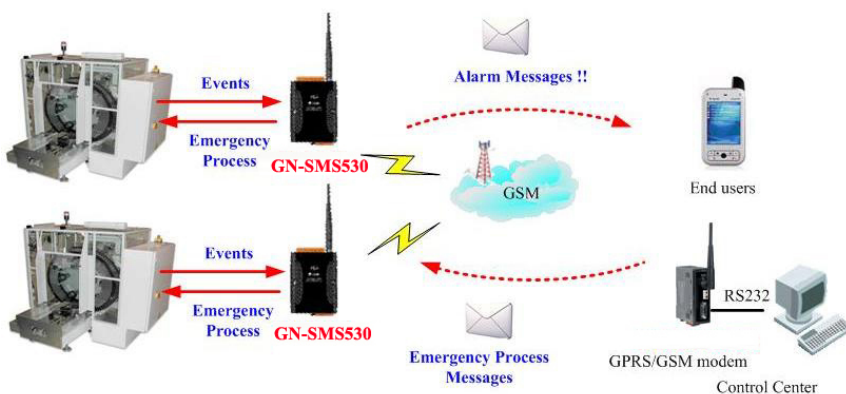 Alarm Messages !!
Events
Emergency
Process
GN-SMS530
GSM
End users
Events
Emergency
Process
GN-SMS530
RS232
Emergency Process
Messages
GPRS/GSM modem
Control Center